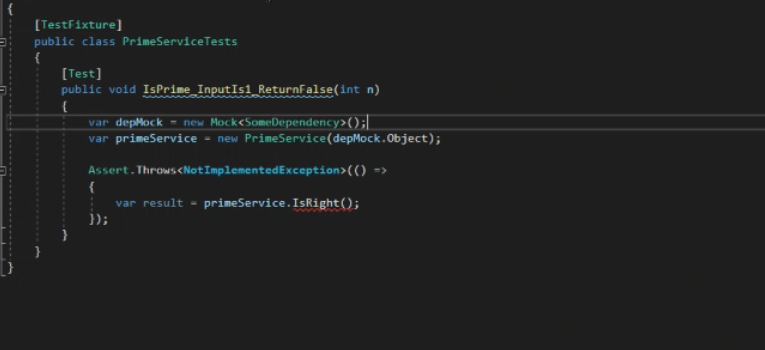 {
[TestFixture]
public class PrimeServiceTests
{
[Test]
public void IsPrime_InputIs1_ReturnFalse(int n)
{
var depMock = new Mock<SomeDependency>();
var primeService = new PrimeService(depMock.Object);
Assert.Throws<NotImplementedException>(() =>
{
var result = primeService.IsRight();
});
}
}
}